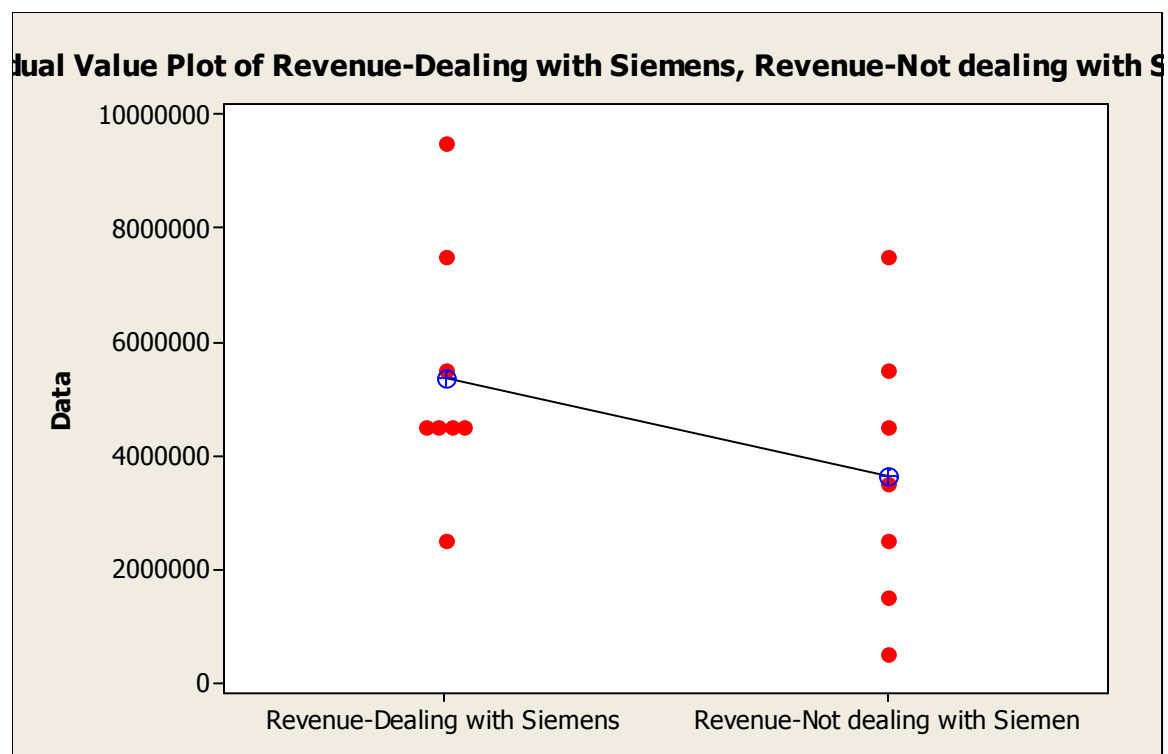 dual Value Plot of Revenue-Dealing with Siemens, Revenue-Not dealing with S
10000000
8000000
6000000
4000000
2000000
0
Data
Revenue-Dealing with Siemens
Revenue-Not dealing with Siemen